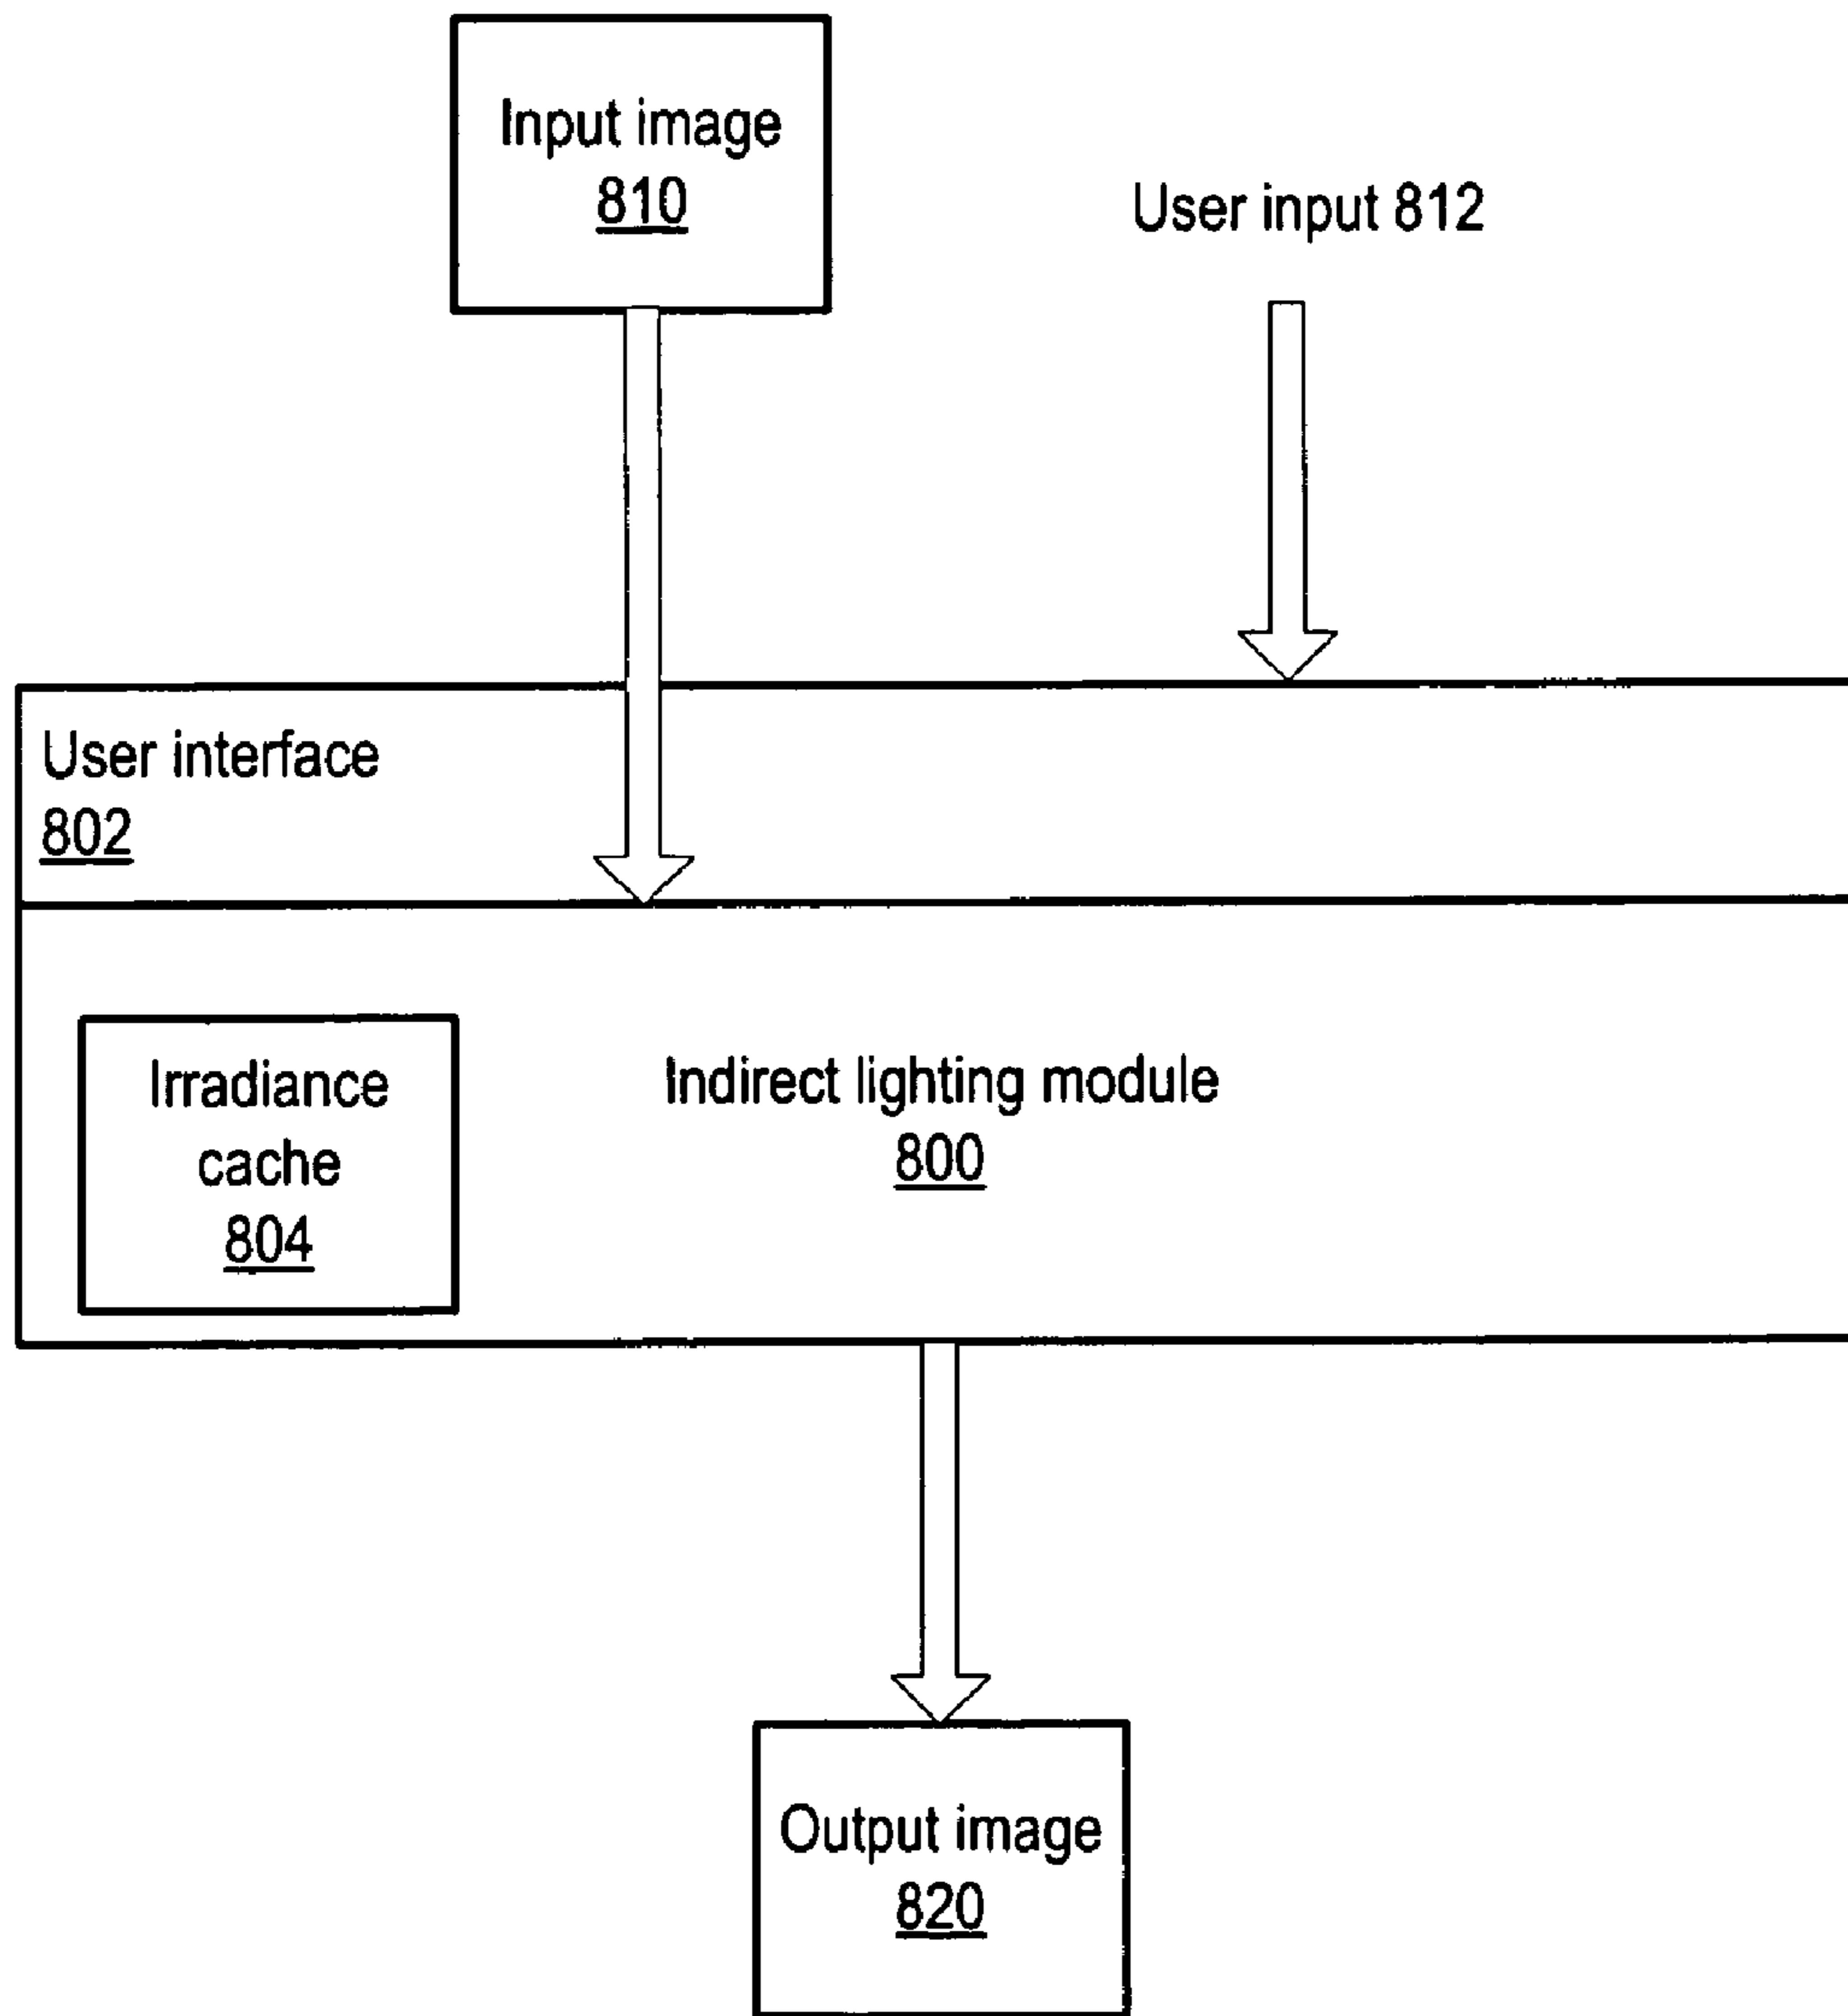 Input image
810
User input 812
User interface
802
Irradiance
cache
804
Indirect lighting module
800
Output image
820